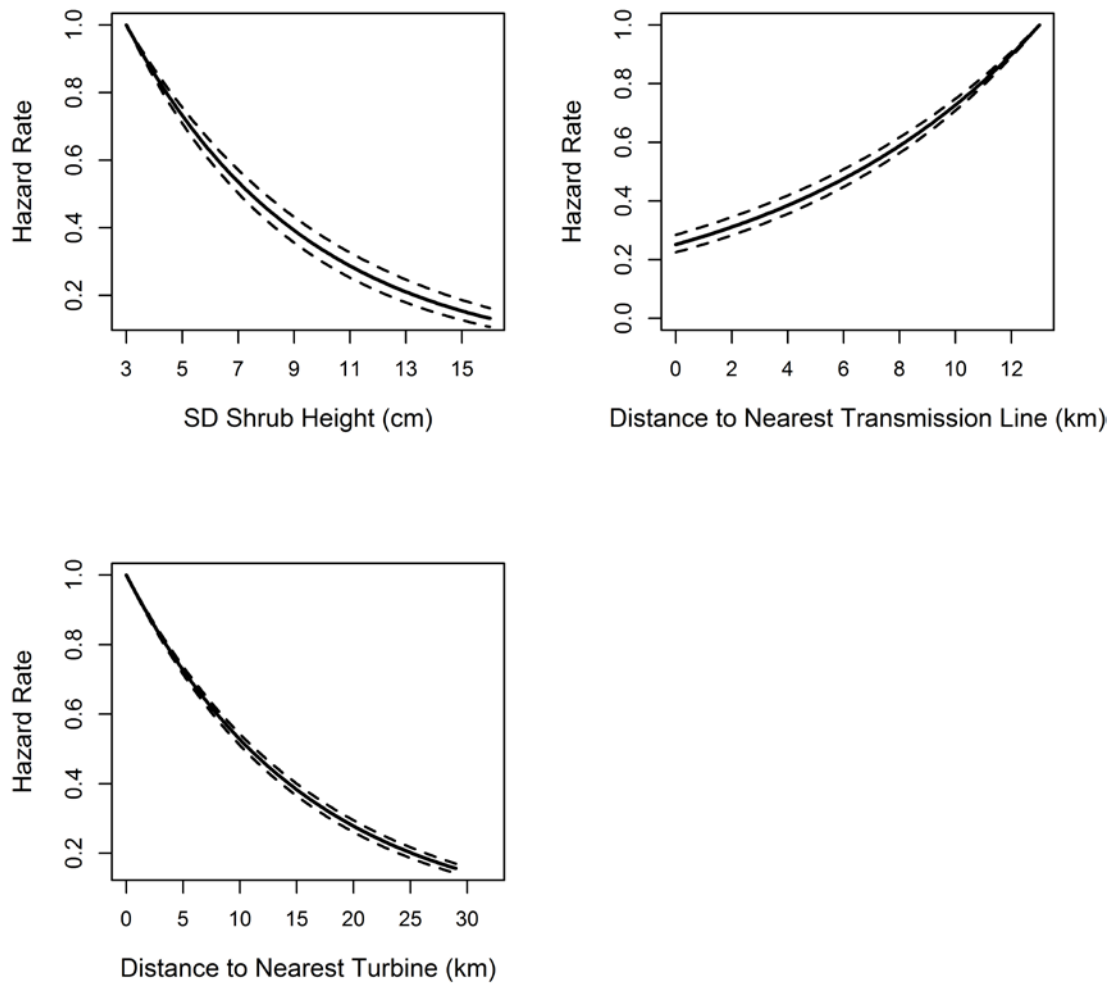 Hazard Rate
1.0
0.8
0.6
0.4
0.2
3 5 7 9 11 13 15
SD Shrub Height (cm)
Hazard Rate
1.0
0.8
0.6
0.4
0.2
0.0
0 2 4 6 8 10 12
Distance to Nearest Transmission Line (km)
Hazard Rate
1.0
0.8
0.6
0.4
0.2
0 5 10 15 20 25 30
Distance to Nearest Turbine (km)